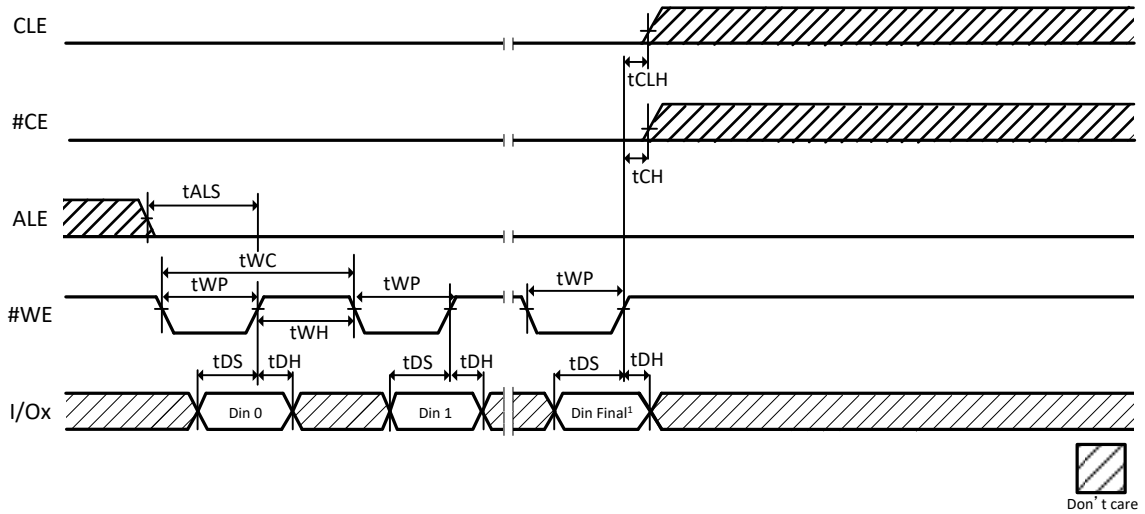 CLE
tCLH
#CE
tCH
tALS
ALE
tWC
tWP
tWP
tWP
#WE
tWH
tDS
tDH
tDS
tDH
tDS
tDH
I/Ox
Din 0
Din 1
Din Final¹
Don’t care